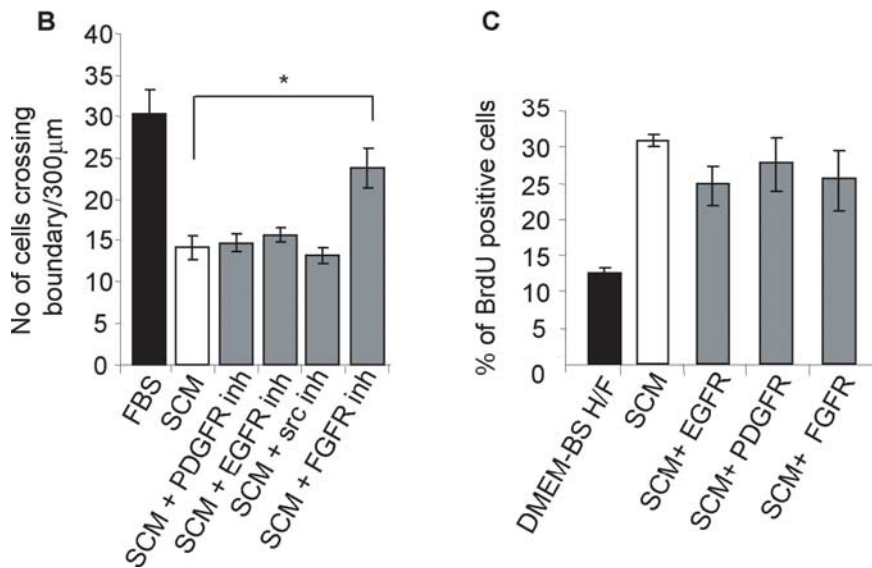 B
No of cells crossing
boundary/300µm
40
35
30
25
20
15
10
5
0
*
FBS
SCM
SCM + PDGFR inh
SCM + EGFR inh
SCM + src inh
SCM + FGFR inh
C
% of BrdU positive cells
35
30
25
20
15
10
5
0
DMEM-BS H/F
SCM
SCM+ EGFR
SCM+ PDGFR
SCM+ FGFR